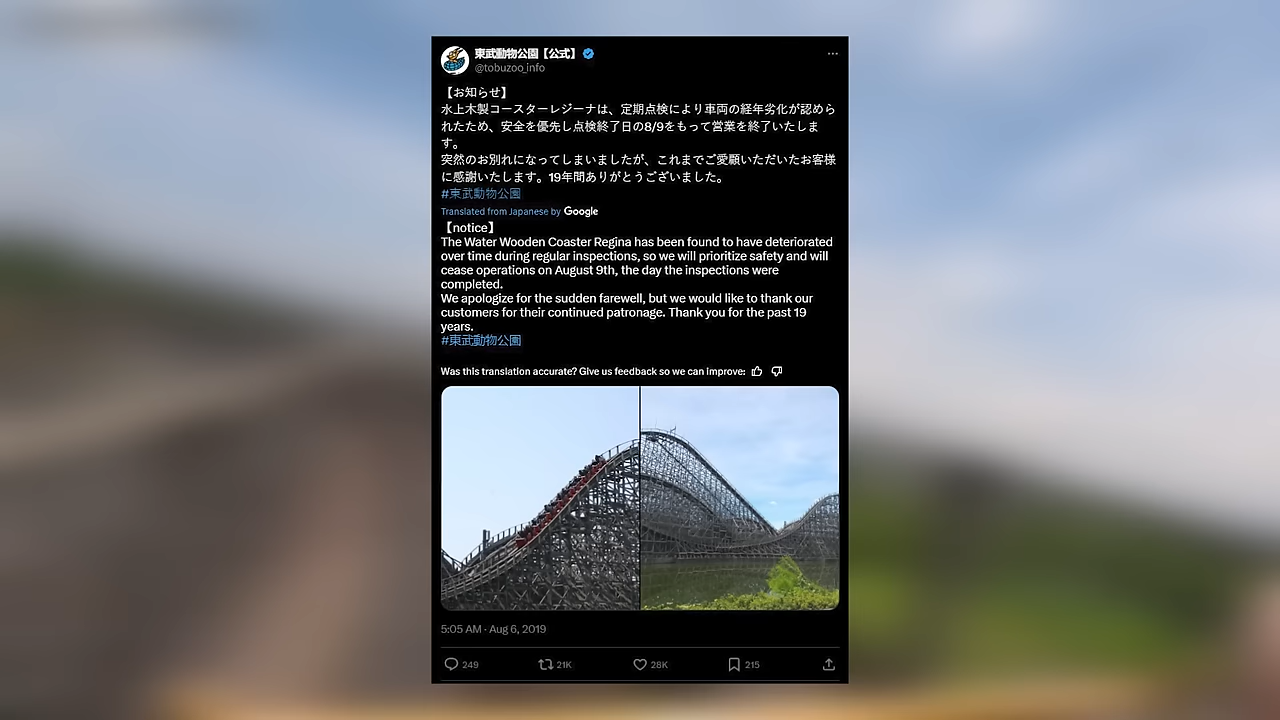 東武動物公園【公式】
@tobuzoo_info
【お知らせ】
水上木製コースターレジーナは、定期点検により車両の経年劣化が認めら
れたため、安全を優先し点検終了日の8/9をもって営業を終了いたしま
す。
突然のお別れになってしまいましたが、これまでご愛顧いただいたお客様
に感謝いたします。19年間ありがとうございました。
#東武動物公園
Translated from Japanese by Google
【notice】
The Water Wooden Coaster Regina has been found to have deteriorated
over time during regular inspections, so we will prioritize safety and will
cease operations on August 9th, the day the inspections were
completed.
We apologize for the sudden farewell, but we would like to thank our
customers for their continued patronage. Thank you for the past 19
years.
#東武動物公園
Was this translation accurate? Give us feedback so we can improve:
5:05 AM · Aug 6, 2019
249 21K 28K 215